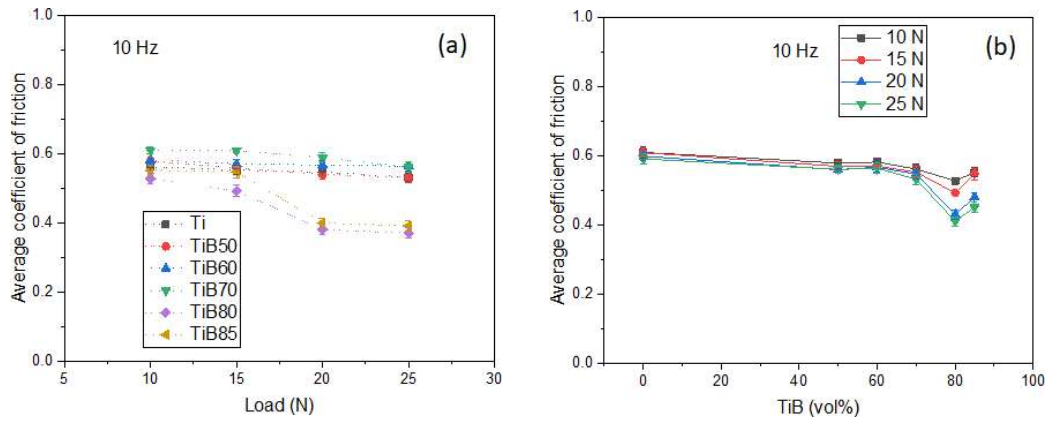 10 Hz
(a)
Average coefficient of friction
1.0
0.8
0.6
0.4
0.2
0.0
Ti
TiB50
TiB60
TiB70
TiB80
TiB85
5
10
15
20
25
30
Load (N)
10 Hz
10 N
15 N
20 N
25 N
(b)
Average coefficient of friction
1.0
0.8
0.6
0.4
0.2
0.0
0
20
40
60
80
100
TiB (vol%)